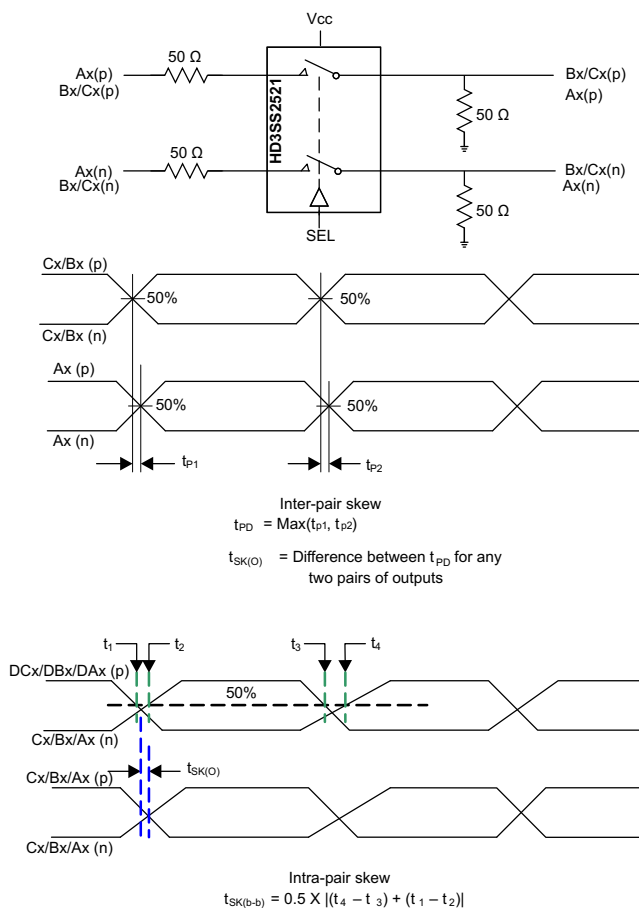 Vcc
50 Ω
Ax(p)
Bx/Cx(p)
Bx/Cx(p)
Ax(p)
HD3SS2521
50 Ω
50 Ω
Ax(n)
Bx/Cx(n)
Bx/Cx(n)
Ax(n)
50 Ω
SEL
Cx/Bx (p)
50%
50%
Cx/Bx (n)
Ax (p)
50%
50%
Ax (n)
tP1
tP2
Inter-pair skew
tPD = Max(tp1, tp2)
tSK(O) = Difference between tPD for any
two pairs of outputs
t1
t2
t3
t4
DCx/DBx/DAx (p)
50%
Cx/Bx/Ax (n)
Cx/Bx/Ax (p)
tSK(O)
Cx/Bx/Ax (n)
Intra-pair skew
tSK(b-b) = 0.5 X |(t4 – t3) + (t1 – t2)|